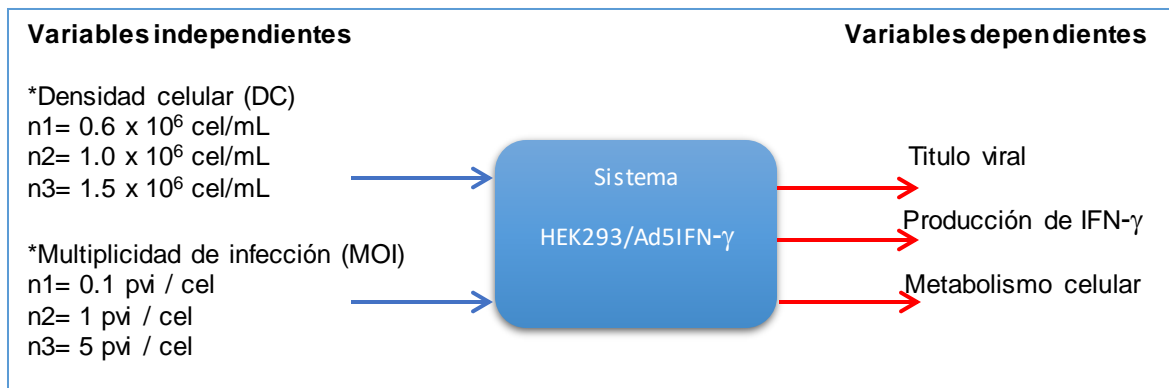 Variables independientes
*Densidad celular (DC)
n1= 0.6 x 10⁶ cel/mL
n2= 1.0 x 10⁶ cel/mL
n3= 1.5 x 10⁶ cel/mL
*Multiplicidad de infección (MOI)
n1= 0.1 pvi / cel
n2= 1 pvi / cel
n3= 5 pvi / cel
Sistema
HEK293/Ad5IFN-γ
Variables dependientes
Titulo viral
Producción de IFN-γ
Metabolismo celular